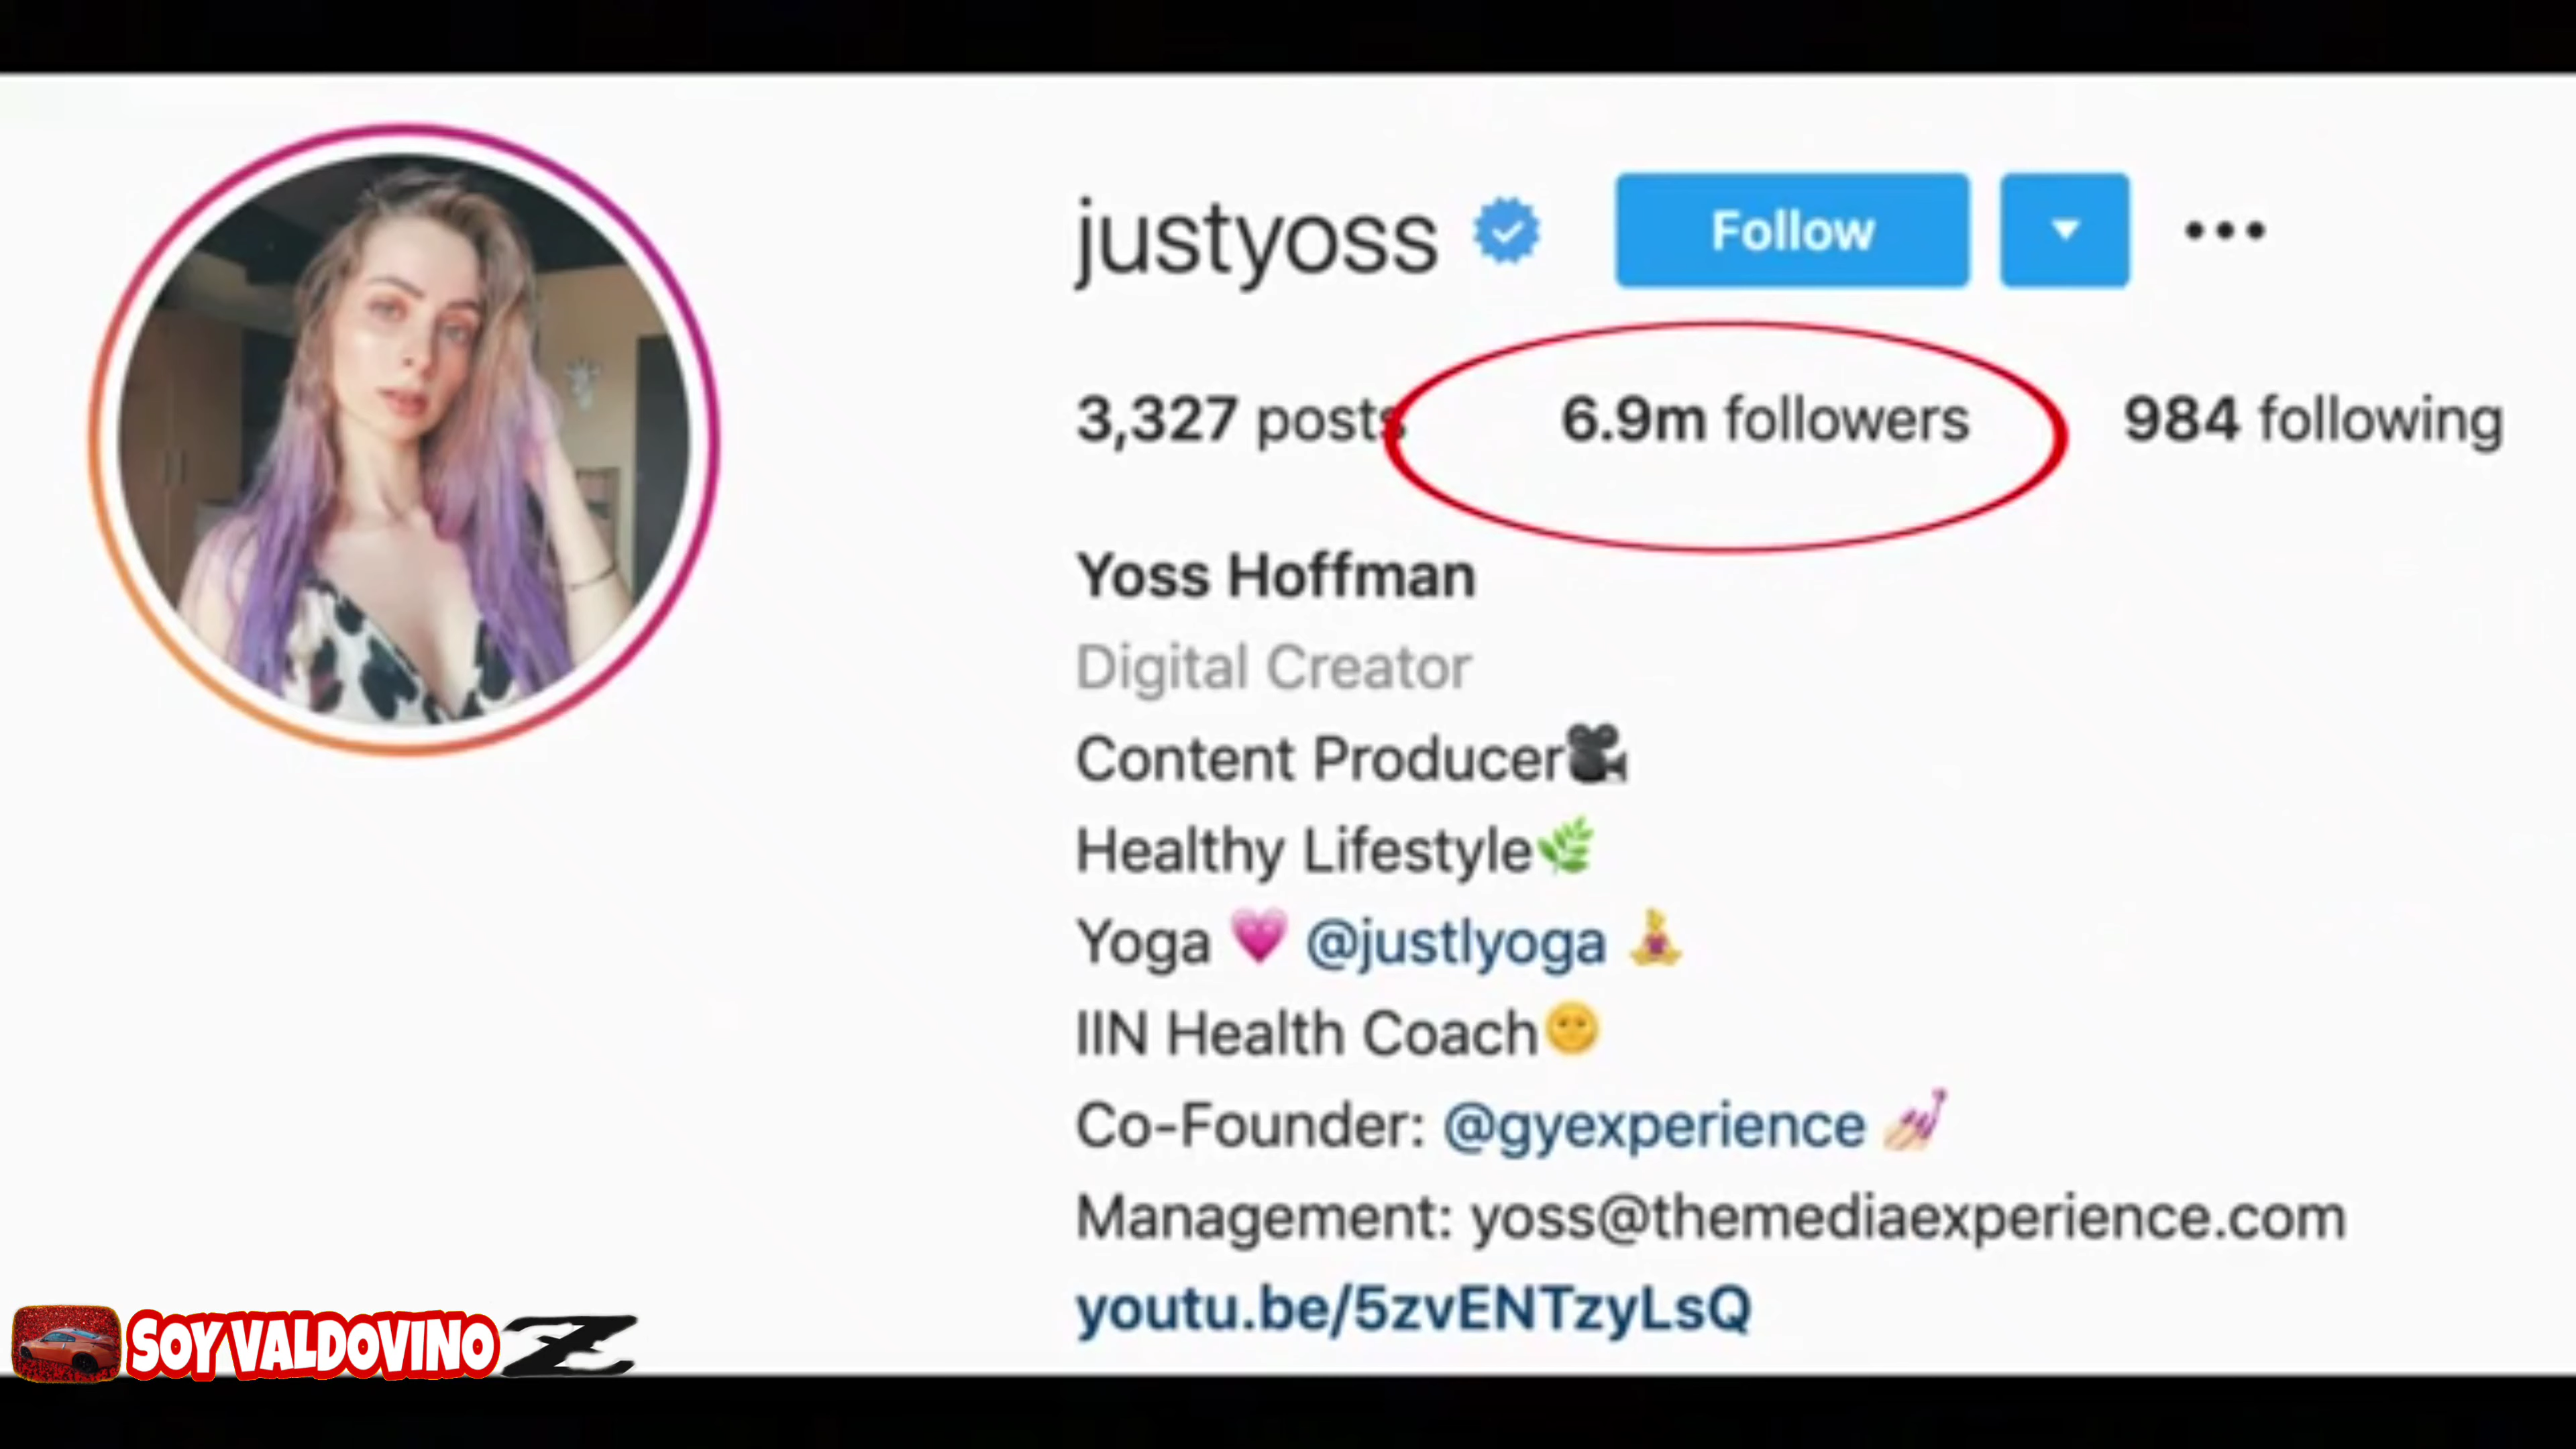 justyoss Follow
3,327 posts 6.9m followers 984 following
Yoss Hoffman
Digital Creator
Content Producer🎥
Healthy Lifestyle🌿
Yoga 💗 @justlyoga 🧘
IIN Health Coach
Co-Founder: @gyexperience 💅
Management: yoss@themediaexperience.com
youtu.be/5zvENTzyLsQ
SOY VALDOVINO Z